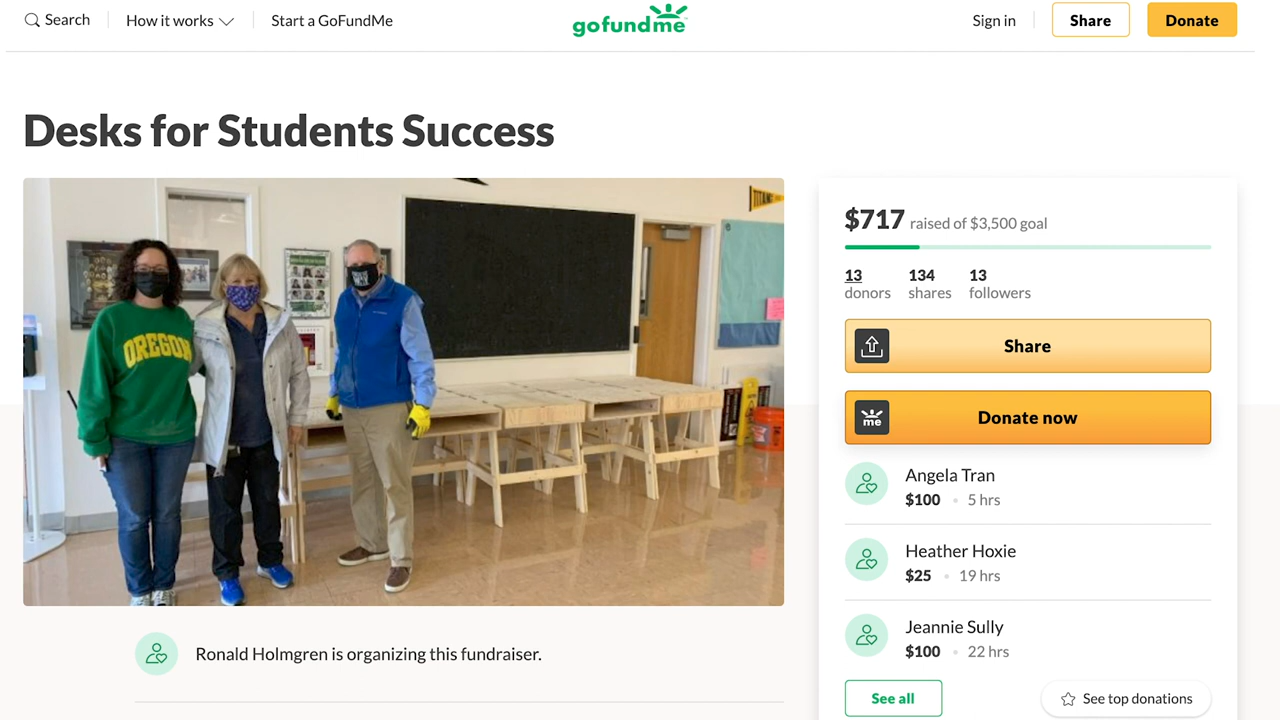 Search
How it works
Start a GoFundMe
gofundme
Sign in
Share
Donate
Desks for Students Success
TITANS
OREGON
$717 raised of $3,500 goal
13 donors
134 shares
13 followers
Share
me
Donate now
Angela Tran
$100 • 5 hrs
Heather Hoxie
$25 • 19 hrs
Jeannie Sully
$100 • 22 hrs
See all
See top donations
Ronald Holmgren is organizing this fundraiser.